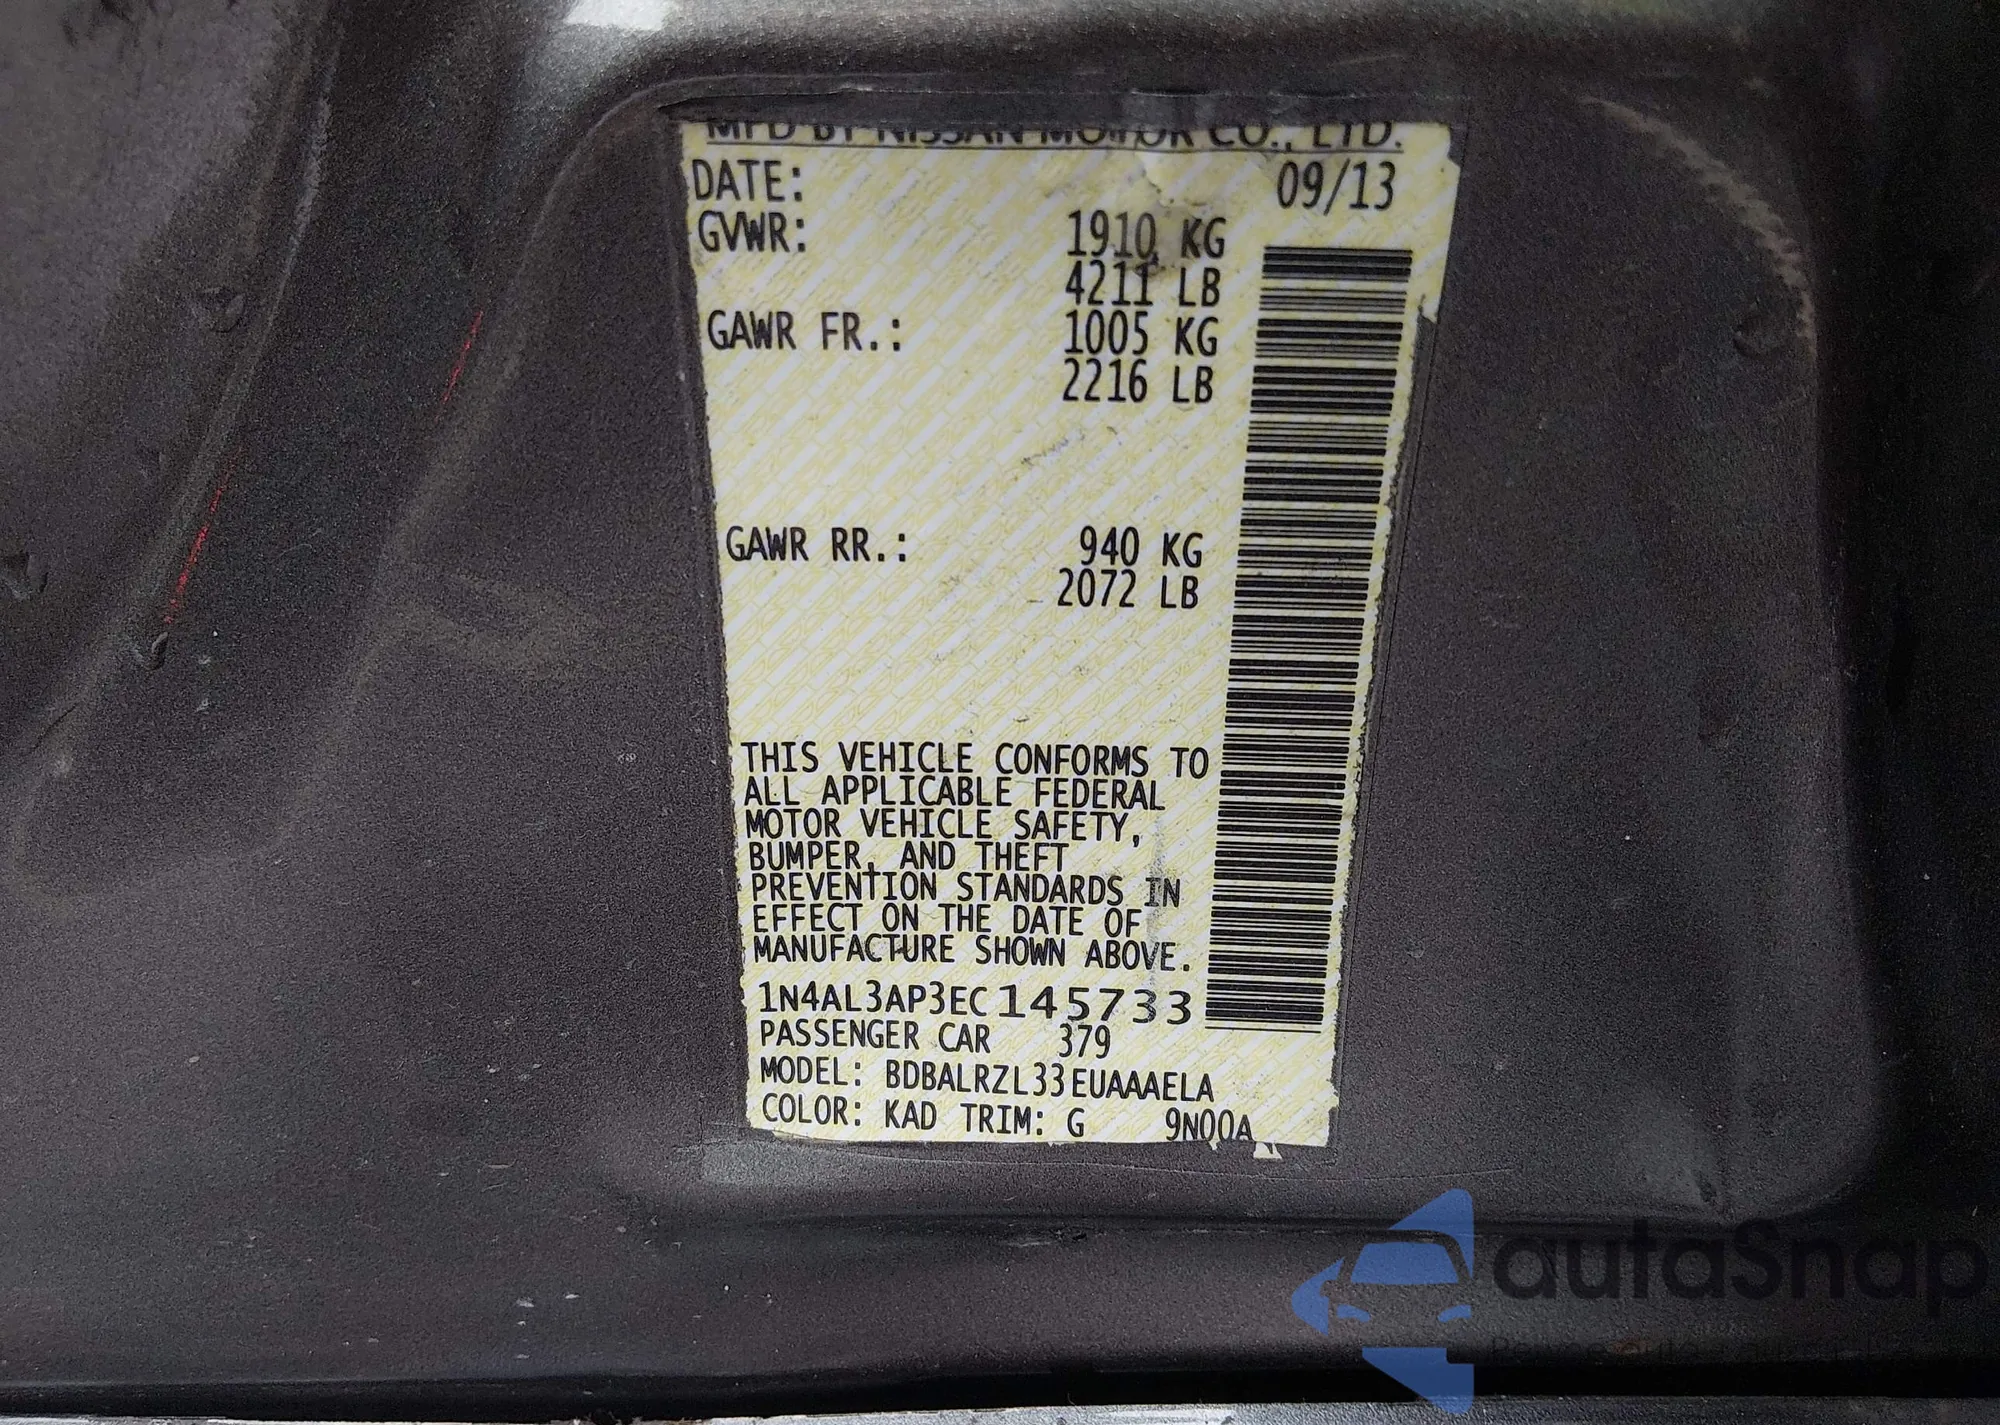 MFD BY NISSAN MOTOR CO., LTD.
DATE: 09/13
GVWR: 1910 KG
4211 LB
GAWR FR.: 1005 KG
2216 LB
GAWR RR.: 940 KG
2072 LB
THIS VEHICLE CONFORMS TO
ALL APPLICABLE FEDERAL
MOTOR VEHICLE SAFETY,
BUMPER, AND THEFT
PREVENTION STANDARDS IN
EFFECT ON THE DATE OF
MANUFACTURE SHOWN ABOVE.
1N4AL3AP3EC145733
PASSENGER CAR 379
MODEL: BDBALRZL33EUAAAELA
COLOR: KAD TRIM: G 9N00A
autaSnap